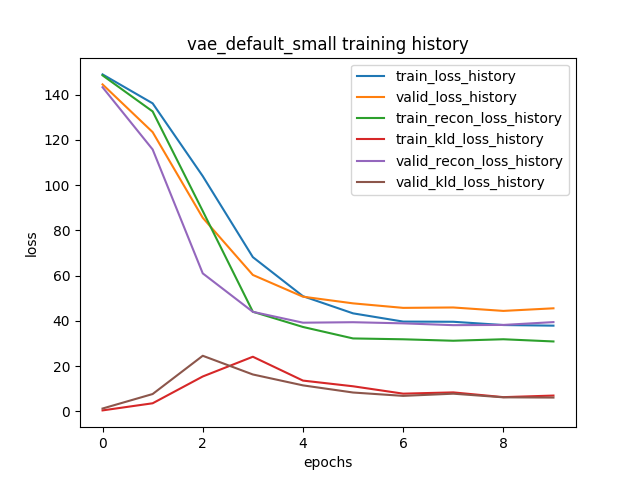 vae_default_small training history
train_loss_history
valid_loss_history
train_recon_loss_history
train_kld_loss_history
valid_recon_loss_history
valid_kld_loss_history
loss
140
120
100
80
60
40
20
0
0 2 4 6 8
epochs